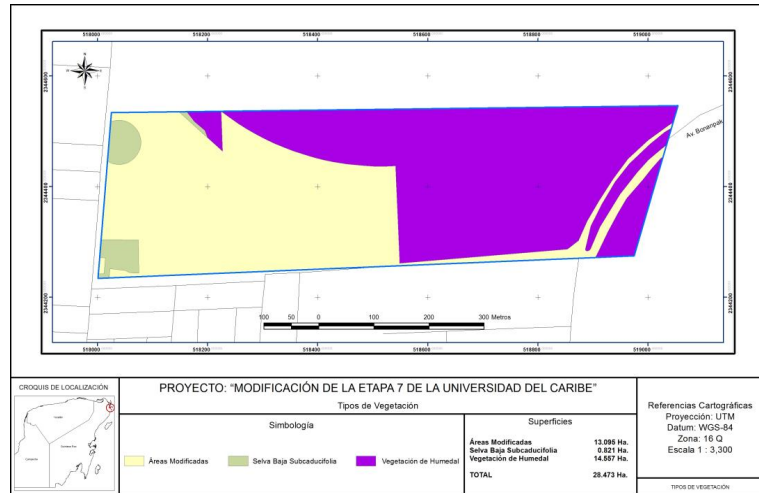 518000 518200 518400 518600 518800 519000
2344600
2344400
2344200
N
Av. Bonanpak
100 50 0 100 200 300 Metros
518000 518200 518400 518600 518800 519000
CROQUIS DE LOCALIZACIÓN
PROYECTO: "MODIFICACIÓN DE LA ETAPA 7 DE LA UNIVERSIDAD DEL CARIBE"
Tipos de Vegetación
Simbología
Áreas Modificadas
Selva Baja Subcaducifolia
Vegetación de Humedal
Superficies
Áreas Modificadas 13.095 Ha.
Selva Baja Subcaducifolia 0.821 Ha.
Vegetación de Humedal 14.557 Ha.
TOTAL 28.473 Ha.
Referencias Cartográficas
Proyección: UTM
Datum: WGS-84
Zona: 16 Q
Escala 1 : 3,300
TIPOS DE VEGETACIÓN